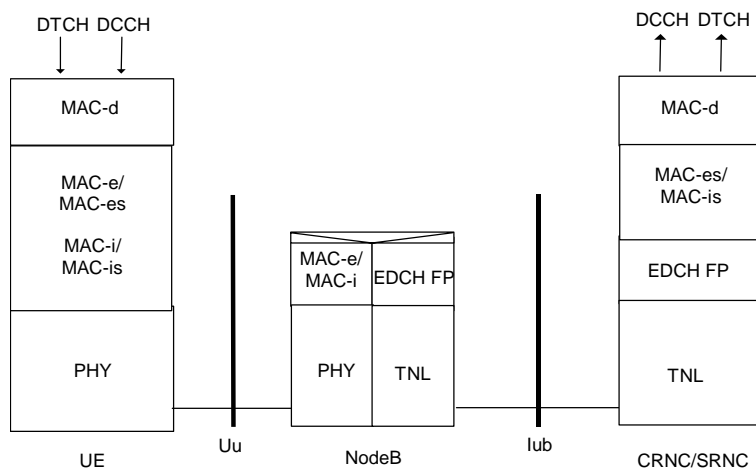 DTCH DCCH
MAC-d
MAC-e/
MAC-es
MAC-i/
MAC-is
PHY
UE
Uu
MAC-e/
MAC-i
EDCH FP
PHY
TNL
NodeB
Iub
DCCH DTCH
MAC-d
MAC-es/
MAC-is
EDCH FP
TNL
CRNC/SRNC